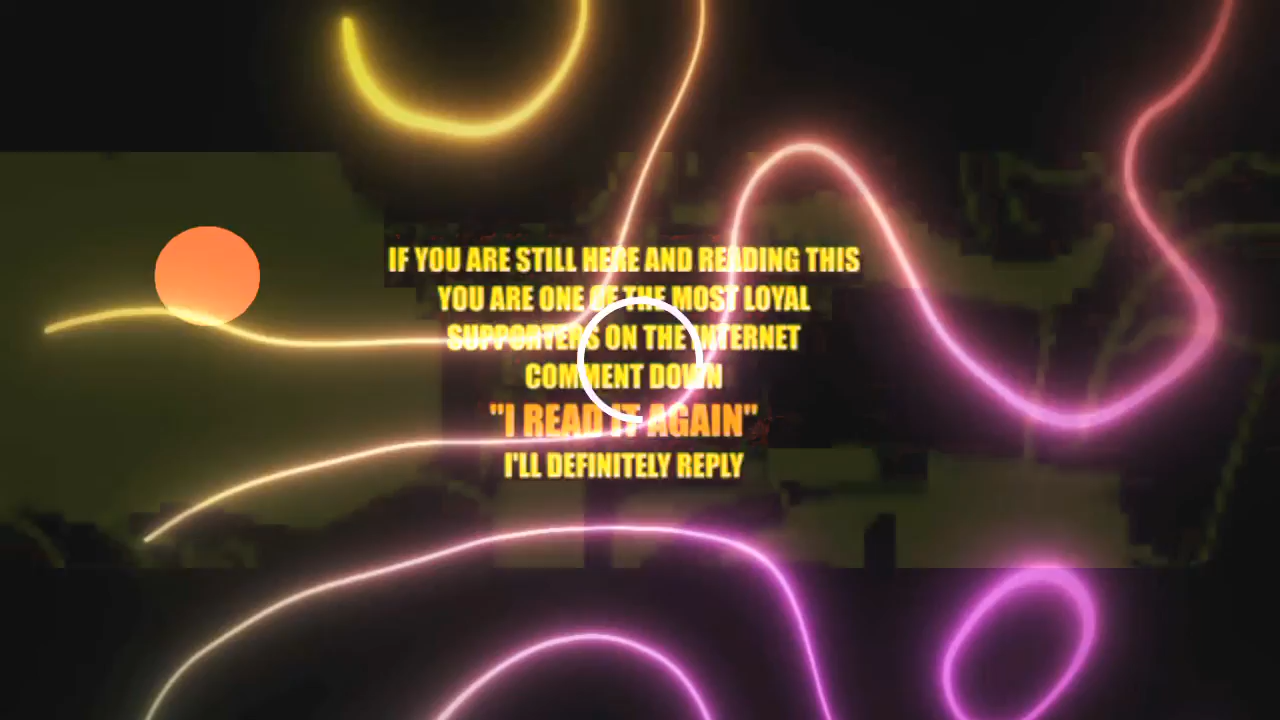 IF YOU ARE STILL HERE AND READING THIS
YOU ARE ONE OF THE MOST LOYAL
SUPPORTERS ON THE INTERNET
COMMENT DOWN
"I READ IT AGAIN"
I'LL DEFINITELY REPLY